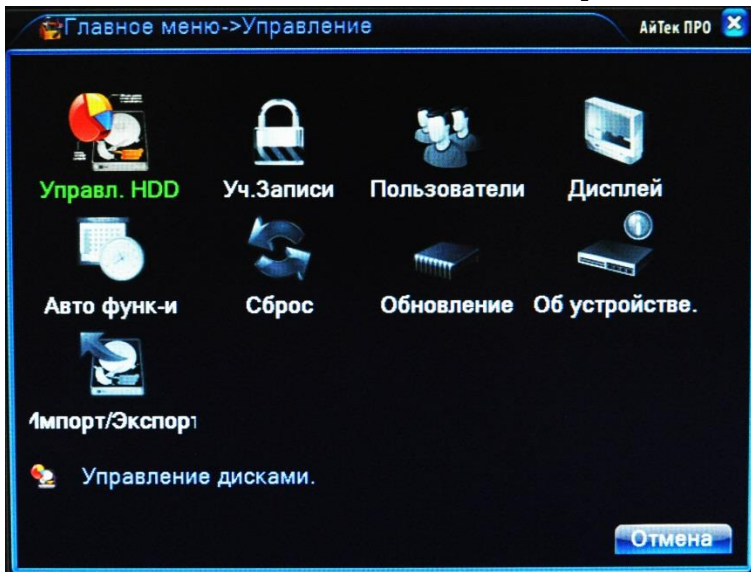 Главное меню->Управление
АйТек ПРО
Управл. HDD Уч.Записи Пользователи Дисплей
Авто функ-и Сброс Обновление Об устройстве.
Импорт/Экспорт
Управление дисками.
Отмена